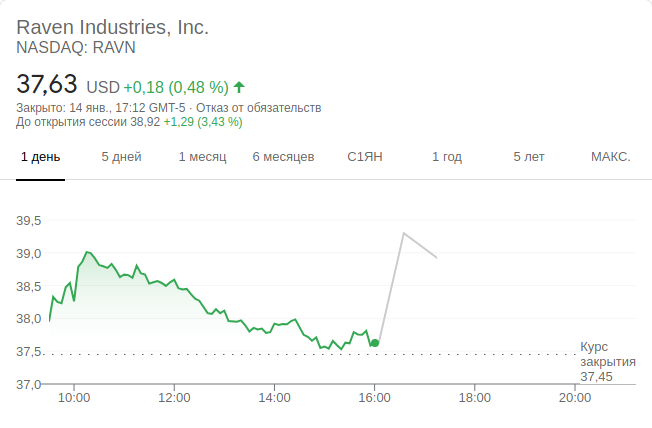 Raven Industries, Inc.
NASDAQ: RAVN
37,63 USD +0,18 (0,48 %)
Закрыто: 14 янв., 17:12 GMT-5 · Отказ от обязательств
До открытия сессии 38,92 +1,29 (3,43 %)
1 день 5 дней 1 месяц 6 месяцев С1ЯН 1 год 5 лет МАКС.
39,5
39,0
38,5
38,0
37,5
37,0
Курс
закрытия
37,45
10:00 12:00 14:00 16:00 18:00 20:00